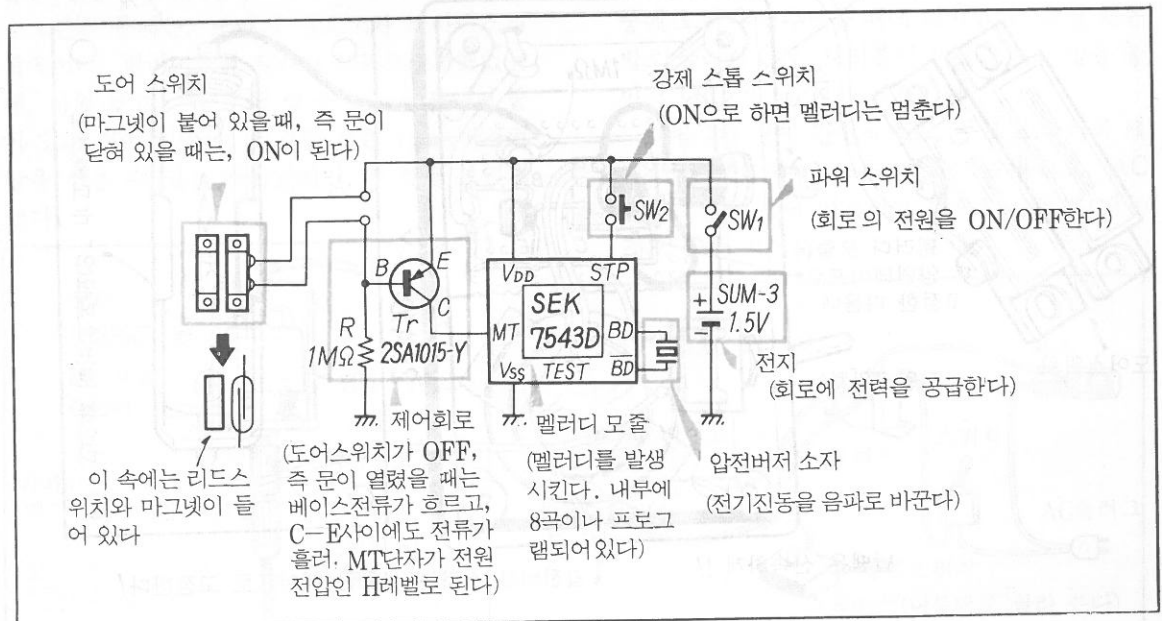 도어 스위치
(마그넷이 붙어 있을때, 즉 문이
닫혀 있을 때는, ON이 된다)
강제 스톱 스위치
(ON으로 하면 멜러디는 멈춘다)
파워 스위치
(회로의 전원을 ON/OFF한다)
SW₂
SW₁
B
E
C
Tr
2SA1015-Y
R
1MΩ
VDD
STP
SEK
7543D
MT
BD
B̅D̅
VSS
TEST
+
-
SUM-3
1.5V
전지
(회로에 전력을 공급한다)
제어회로
(도어스위치가 OFF,
즉 문이 열렸을 때는
베이스전류가 흐르고,
C—E사이에도 전류가
흘러. MT단자가 전원
전압인 H레벨로 된다)
멜러디 모줄
(멜러디를 발생
시킨다. 내부에
8곡이나 프로그
램되어있다)
압전버저 소자
(전기진동을 음파로 바꾼다)
이 속에는 리드스
위치와 마그넷이 들
어 있다
1MΩ